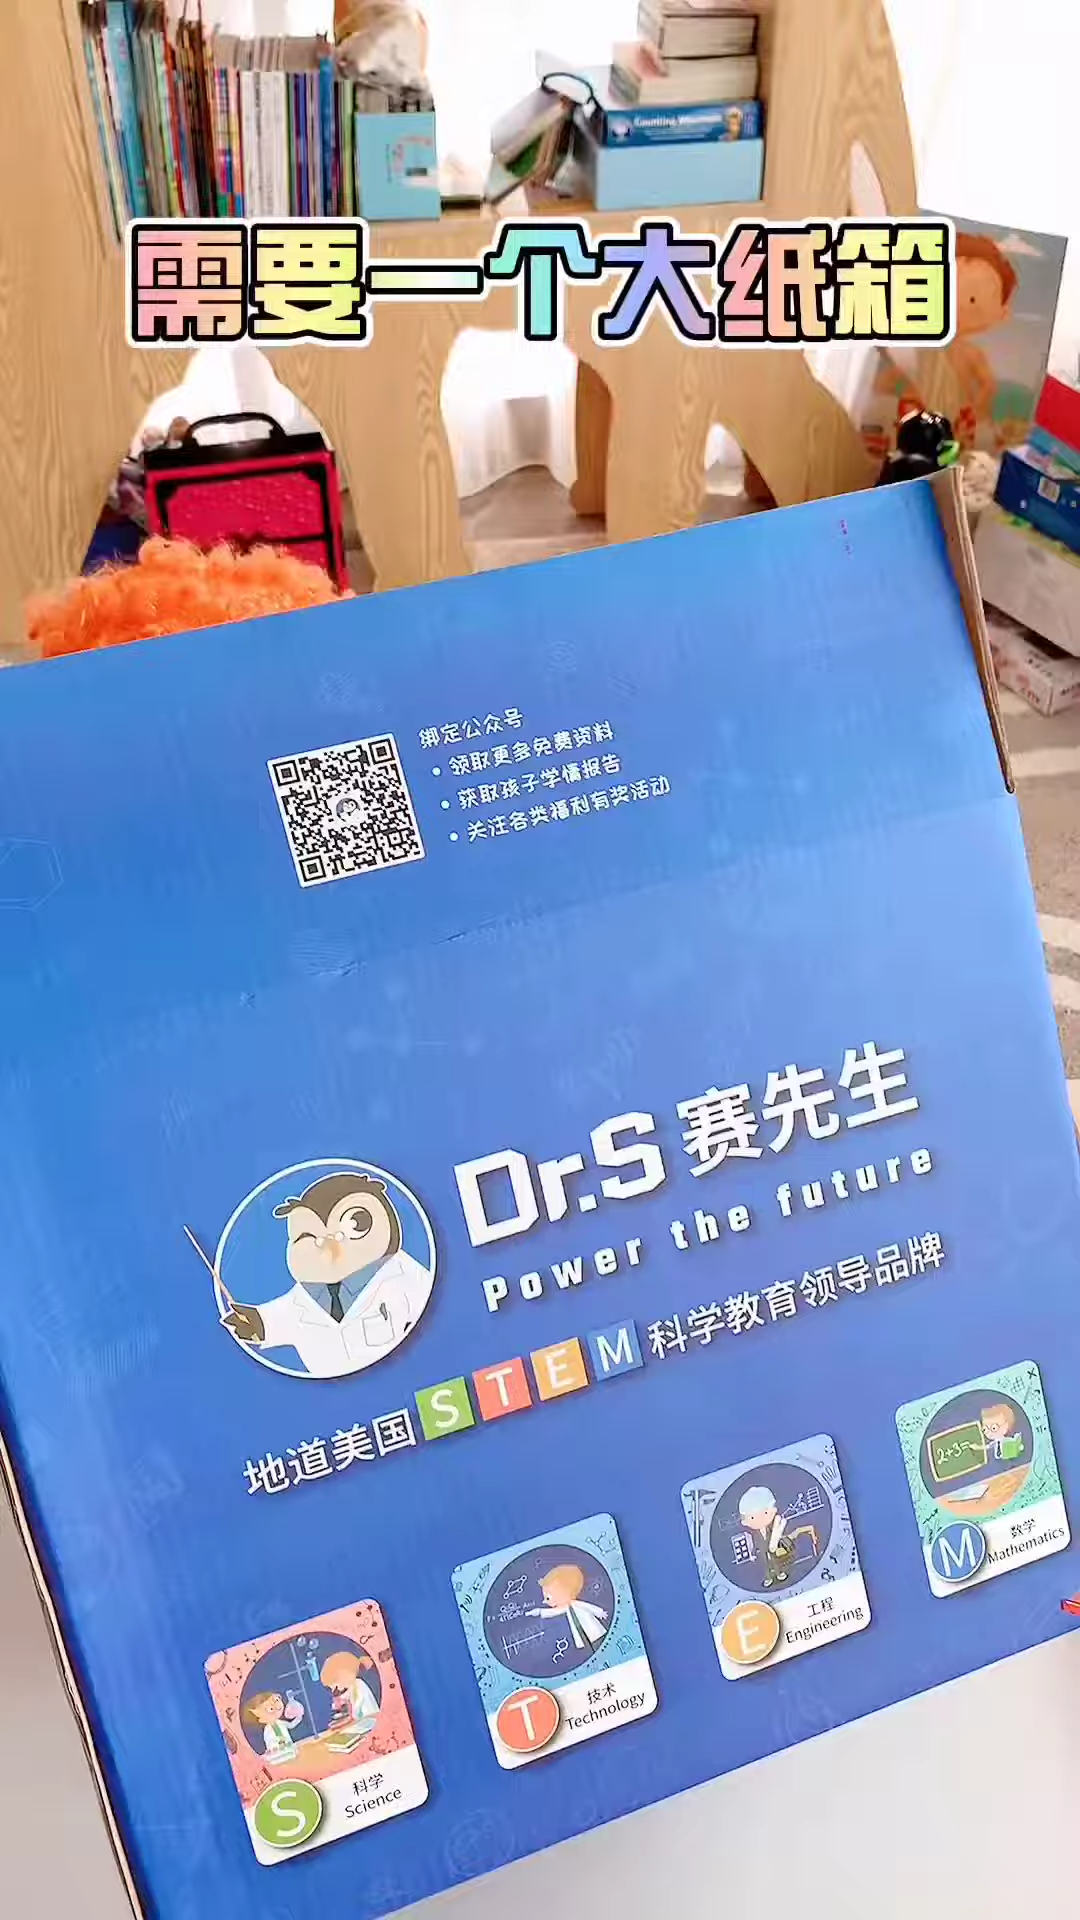 Counting
需要一个大纸箱
绑定公众号
• 领取更多免费资料
• 获取孩子学情报告
• 关注各类福利有奖活动
Dr.S 赛先生
Power the future
地道美国STEM科学教育领导品牌
2+3=
M
数学
Mathematics
E
工程
Engineering
T
技术
Technology
S
科学
Science